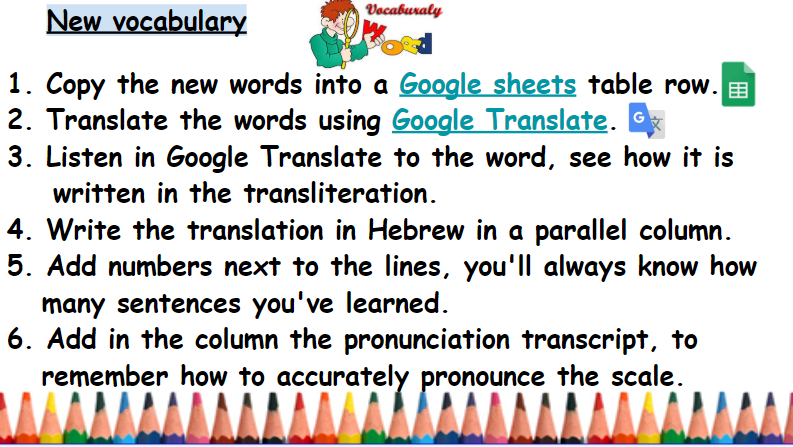 New vocabulary
Vocaburaly
WORD
1. Copy the new words into a Google sheets table row.
2. Translate the words using Google Translate.
G 文
3. Listen in Google Translate to the word, see how it is
written in the transliteration.
4. Write the translation in Hebrew in a parallel column.
5. Add numbers next to the lines, you'll always know how
many sentences you've learned.
6. Add in the column the pronunciation transcript, to
remember how to accurately pronounce the scale.